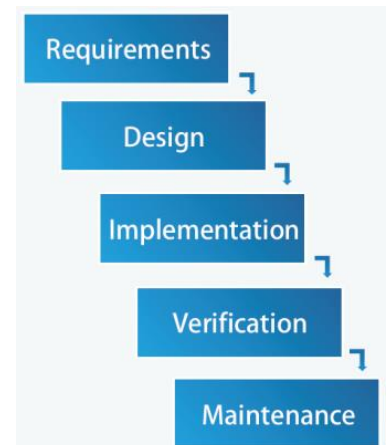 Requirements
Design
Implementation
Verification
Maintenance